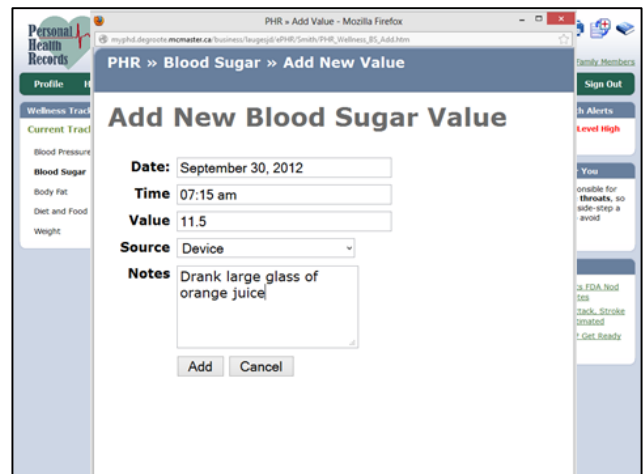 PHR » Add Value - Mozilla Firefox
myphd.degroote.mcmaster.ca/business/laugesjd/ePHR/Smith/PHR_Wellness_BS_Add.htm
Personal
Health
Records
Family Members
Profile
H
Sign Out
PHR » Blood Sugar » Add New Value
Wellness Track
Current Track
Blood Pressure
Blood Sugar
Body Fat
Diet and Food
Weight
Add New Blood Sugar Value
Date: September 30, 2012
Time 07:15 am
Value 11.5
Source Device
Notes Drank large glass of
orange juice
Add Cancel
h Alerts
Level High
You
onsible for
throats, so
side-step a
avoid
s FDA Nod
tes
tack, Stroke
timated
? Get Ready